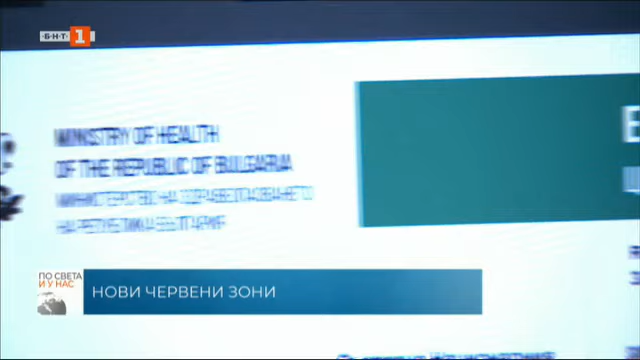 БНТ 1
MINISTRY OF HEALTH
OF THE REPUBLIC OF BULGARIA
МИНИСТЕРСТВО НА ЗДРАВЕОПАЗВАНЕТО
НА РЕПУБЛИКА БЪЛГАРИЯ
ПО СВЕТА
И У НАС
НОВИ ЧЕРВЕНИ ЗОНИ